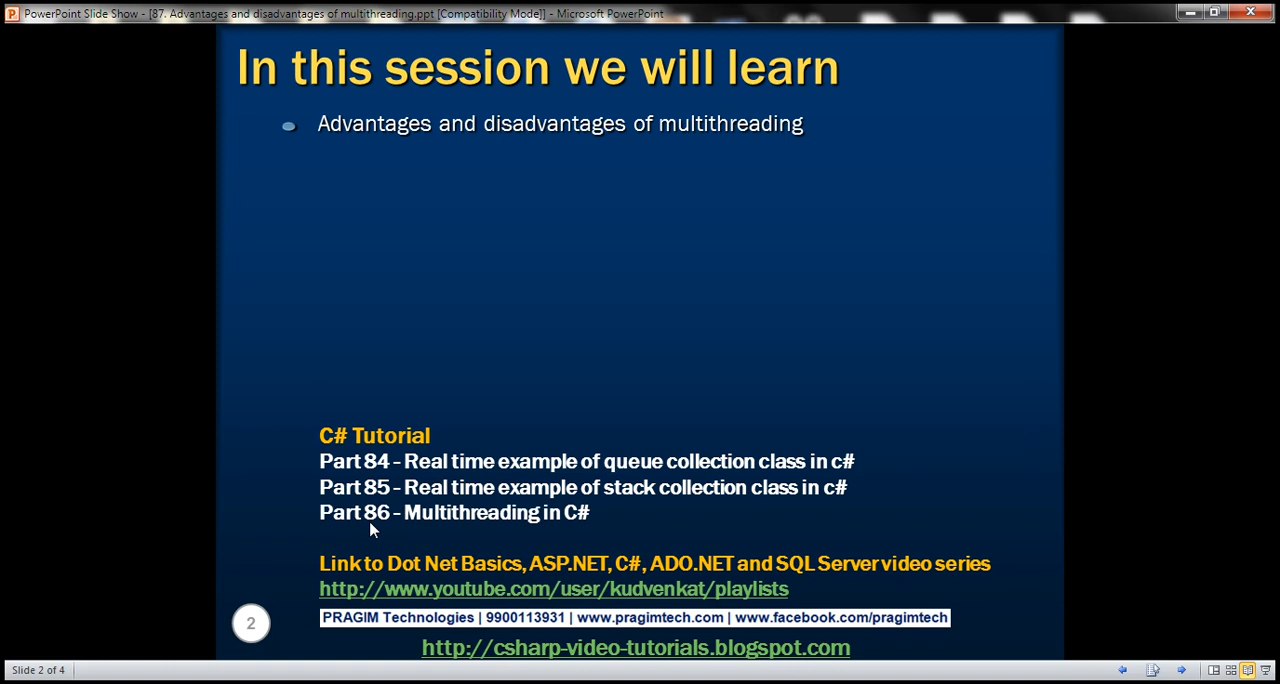 PowerPoint Slide Show - [87. Advantages and disadvantages of multithreading.ppt [Compatibility Mode]] - Microsoft PowerPoint
In this session we will learn
Advantages and disadvantages of multithreading
C# Tutorial
Part 84 - Real time example of queue collection class in c#
Part 85 - Real time example of stack collection class in c#
Part 86 - Multithreading in C#
Link to Dot Net Basics, ASP.NET, C#, ADO.NET and SQL Server video series
http://www.youtube.com/user/kudvenkat/playlists
PRAGIM Technologies | 9900113931 | www.pragimtech.com | www.facebook.com/pragimtech
2
http://csharp-video-tutorials.blogspot.com
Slide 2 of 4